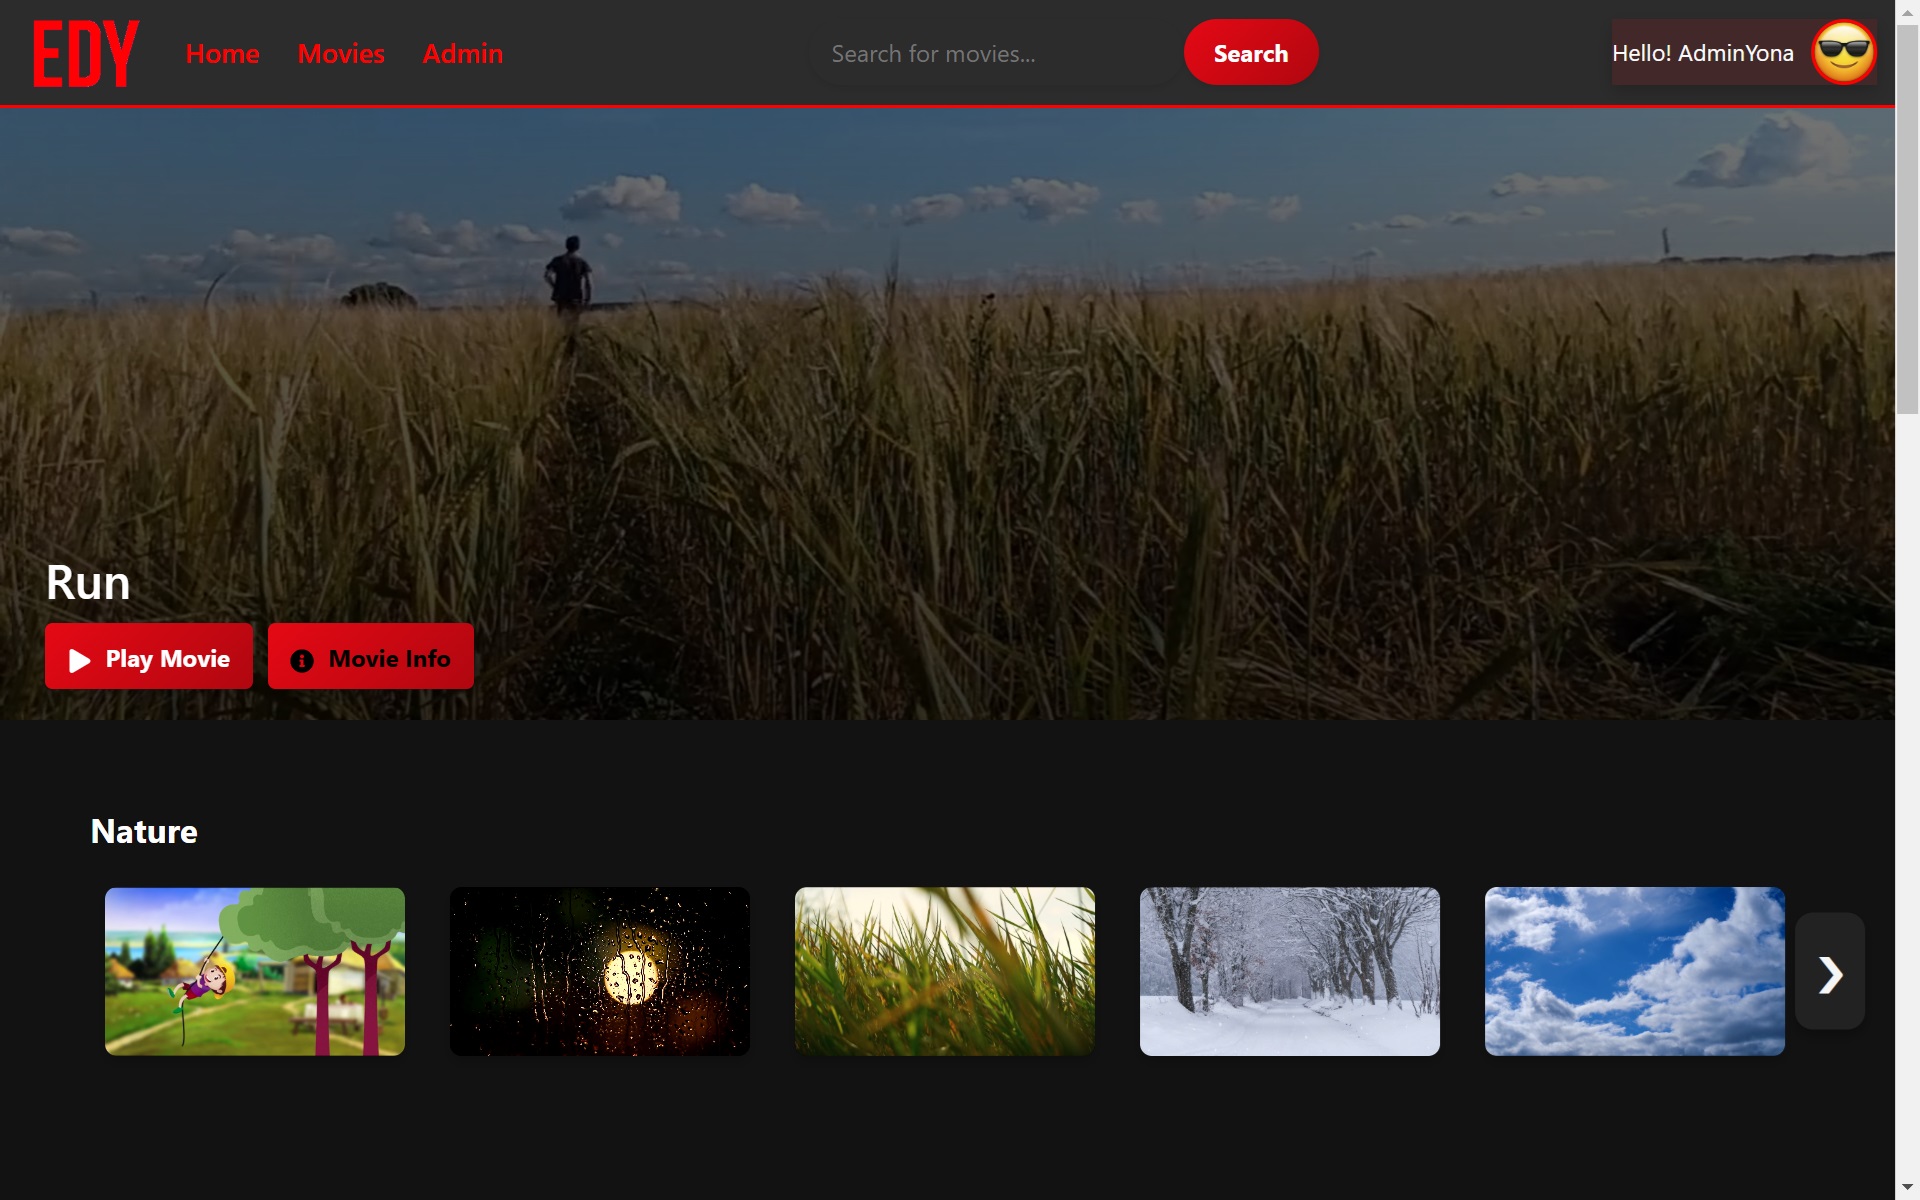 EDY
Home Movies Admin
Search for movies...
Search
Hello! AdminYona
Run
Play Movie
Movie Info
Nature